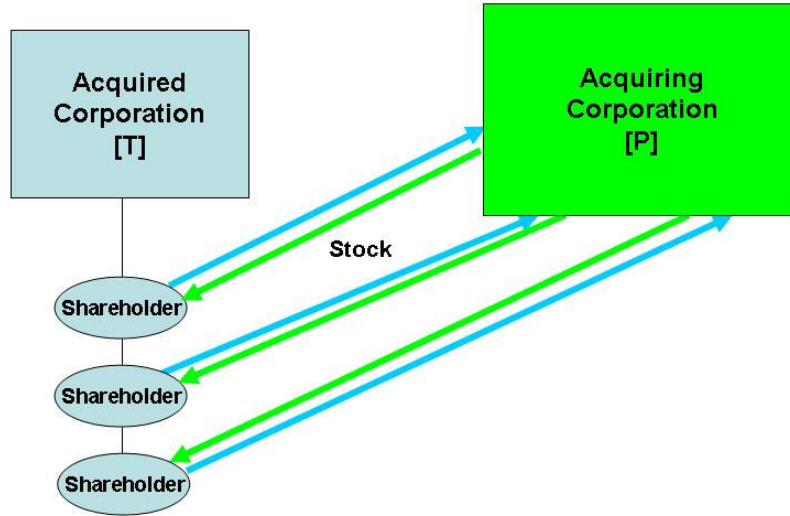 Acquired
Corporation
[T]
Acquiring
Corporation
[P]
Stock
Shareholder
Shareholder
Shareholder